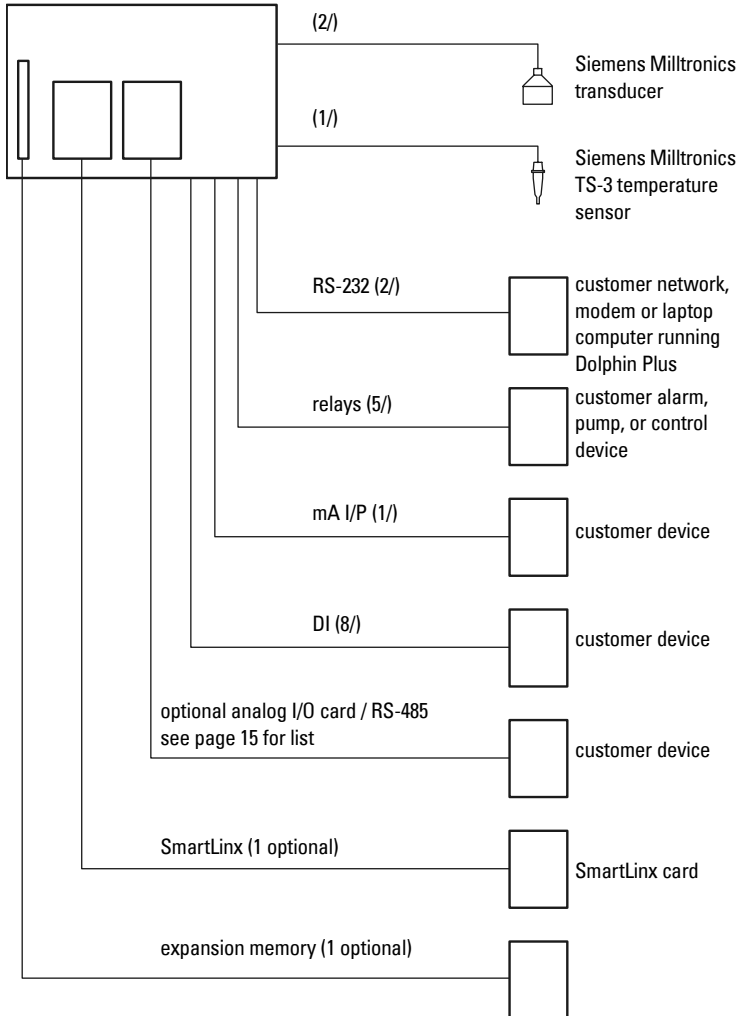 (2/)
Siemens Milltronics
transducer
(1/)
Siemens Milltronics
TS-3 temperature
sensor
RS-232 (2/)
customer network,
modem or laptop
computer running
Dolphin Plus
relays (5/)
customer alarm,
pump, or control
device
mA I/P (1/)
customer device
DI (8/)
customer device
optional analog I/O card / RS-485
see page 15 for list
customer device
SmartLinx (1 optional)
SmartLinx card
expansion memory (1 optional)